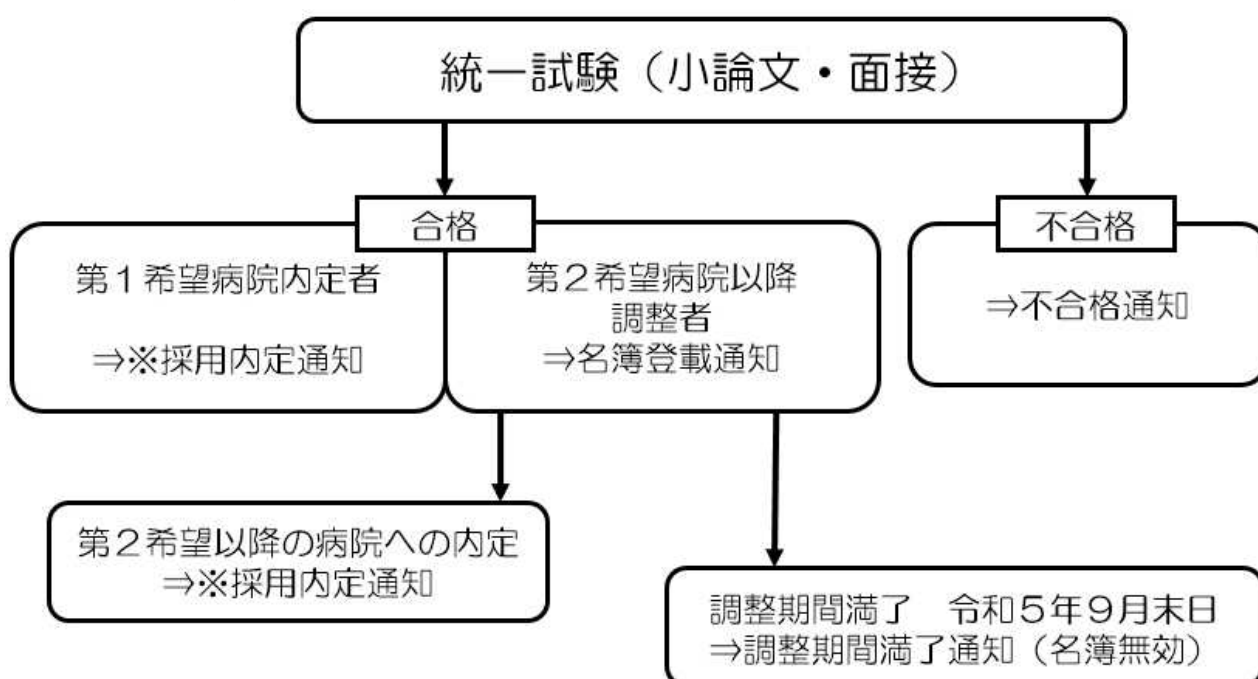 統一試験（小論文・面接）
合格
不合格
第１希望病院内定者
⇒※採用内定通知
第２希望病院以降
調整者
⇒名簿登載通知
⇒不合格通知
第２希望以降の病院への内定
⇒※採用内定通知
調整期間満了　令和５年９月末日
⇒調整期間満了通知（名簿無効）